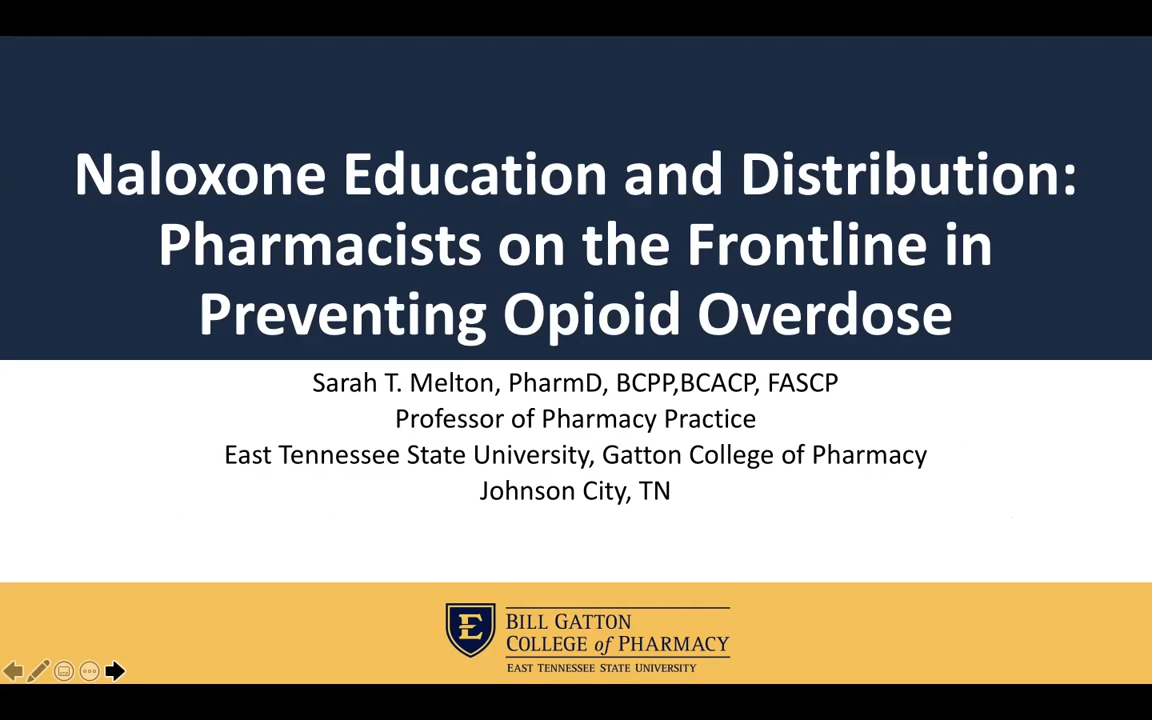 Naloxone Education and Distribution:
Pharmacists on the Frontline in
Preventing Opioid Overdose
Sarah T. Melton, PharmD, BCPP,BCACP, FASCP
Professor of Pharmacy Practice
East Tennessee State University, Gatton College of Pharmacy
Johnson City, TN
E
BILL GATTON
COLLEGE of PHARMACY
EAST TENNESSEE STATE UNIVERSITY